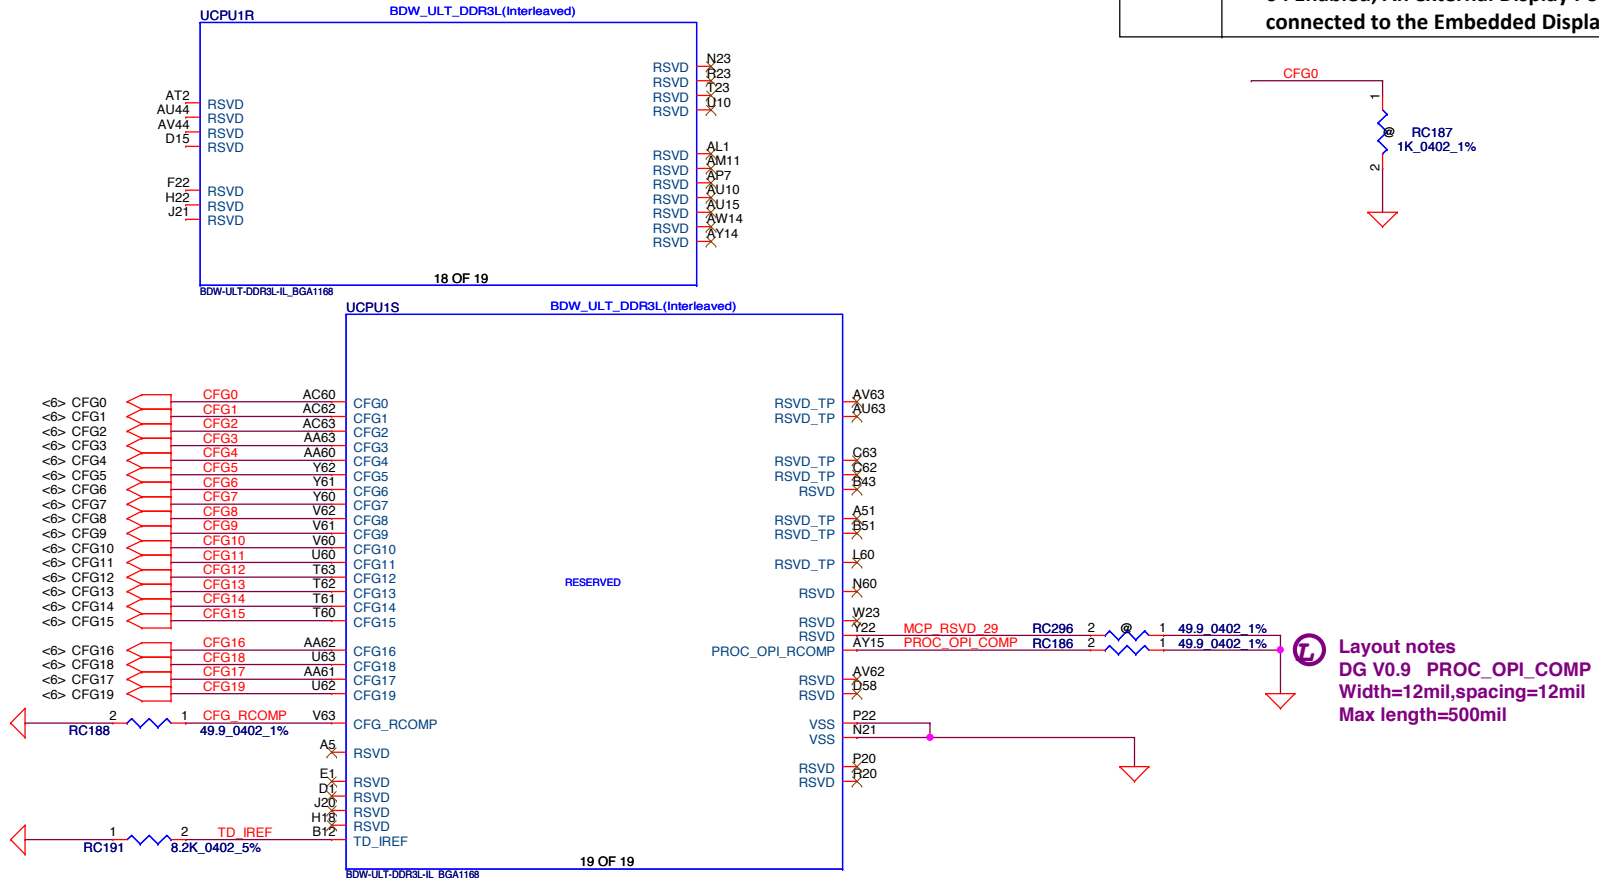 connected to the Embedded Displa
UCPU1R
BDW_ULT_DDR3L(Interleaved)
AT2 RSVD
AU44 RSVD
AV44 RSVD
D15 RSVD
F22 RSVD
H22 RSVD
J21 RSVD
RSVD N23
RSVD R23
RSVD T23
RSVD U10
RSVD AL1
RSVD AM11
RSVD AP7
RSVD AU10
RSVD AU15
RSVD AW14
RSVD AY14
18 OF 19
BDW-ULT-DDR3L-IL_BGA1168
CFG0
1
@ RC187
1K_0402_1%
2
UCPU1S
BDW_ULT_DDR3L(Interleaved)
<6> CFG0 CFG0 AC60 CFG0
<6> CFG1 CFG1 AC62 CFG1
<6> CFG2 CFG2 AC63 CFG2
<6> CFG3 CFG3 AA63 CFG3
<6> CFG4 CFG4 AA60 CFG4
<6> CFG5 CFG5 Y62 CFG5
<6> CFG6 CFG6 Y61 CFG6
<6> CFG7 CFG7 Y60 CFG7
<6> CFG8 CFG8 V62 CFG8
<6> CFG9 CFG9 V61 CFG9
<6> CFG10 CFG10 V60 CFG10
<6> CFG11 CFG11 U60 CFG11
<6> CFG12 CFG12 T63 CFG12
<6> CFG13 CFG13 T62 CFG13
<6> CFG14 CFG14 T61 CFG14
<6> CFG15 CFG15 T60 CFG15
<6> CFG16 CFG16 AA62 CFG16
<6> CFG18 CFG18 U63 CFG18
<6> CFG17 CFG17 AA61 CFG17
<6> CFG19 CFG19 U62 CFG19
2 1 CFG_RCOMP V63 CFG_RCOMP
RC188 49.9_0402_1%
A5 RSVD
E1 RSVD
D1 RSVD
J20 RSVD
H18 RSVD
1 2 TD_IREF B12 TD_IREF
RC191 8.2K_0402_5%
RESERVED
RSVD_TP AV63
RSVD_TP AU63
RSVD_TP C63
RSVD_TP C62
RSVD B43
RSVD_TP A51
RSVD_TP B51
RSVD_TP L60
RSVD N60
RSVD W23
RSVD Y22 MCP_RSVD_29 RC296 2 @ 1 49.9_0402_1%
PROC_OPI_RCOMP AY15 PROC_OPI_COMP RC186 2 1 49.9_0402_1%
RSVD AV62
RSVD D58
VSS P22
VSS N21
RSVD P20
RSVD R20
19 OF 19
BDW-ULT-DDR3L-IL_BGA1168
L Layout notes
DG V0.9 PROC_OPI_COMP
Width=12mil,spacing=12mil
Max length=500mil